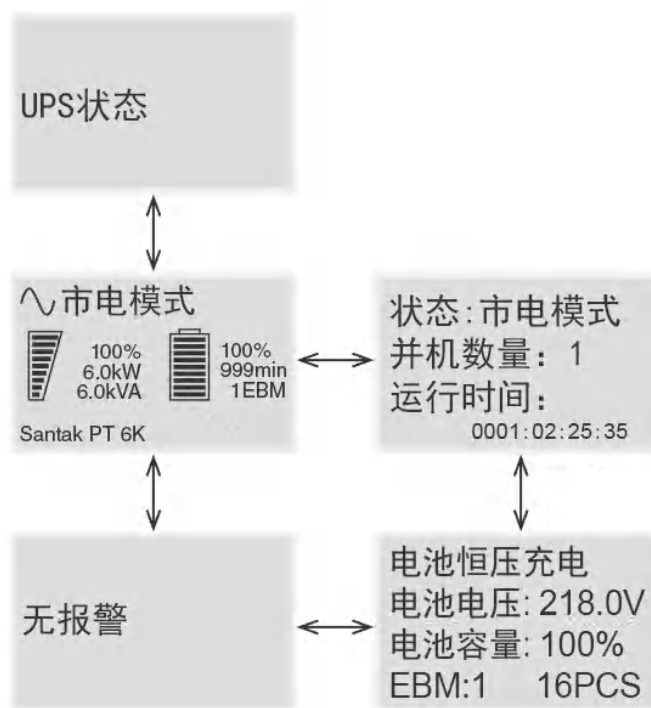 UPS状态
市电模式
100%
6.0kW
6.0kVA
100%
999min
1EBM
Santak PT 6K
状态:市电模式
并机数量：1
运行时间：
0001:02:25:35
无报警
电池恒压充电
电池电压:218.0V
电池容量:100%
EBM:1 16PCS